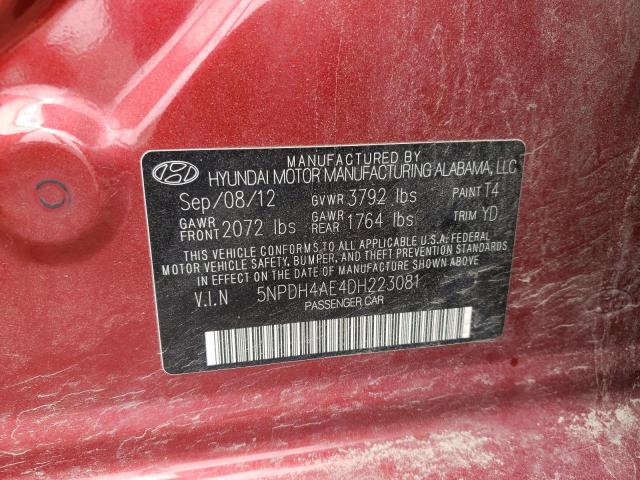 MANUFACTURED BY
HYUNDAI MOTOR MANUFACTURING ALABAMA, LLC
Sep/08/12 GVWR 3792 lbs PAINT T4
GAWR FRONT 2072 lbs GAWR REAR 1764 lbs TRIM YD
THIS VEHICLE CONFORMS TO ALL APPLICABLE U.S.A. FEDERAL
MOTOR VEHICLE SAFETY, BUMPER, AND THEFT PREVENTION STANDARDS
IN EFFECT ON THE DATE OF MANUFACTURE SHOWN ABOVE.
V.I.N 5NPDH4AE4DH223081
PASSENGER CAR